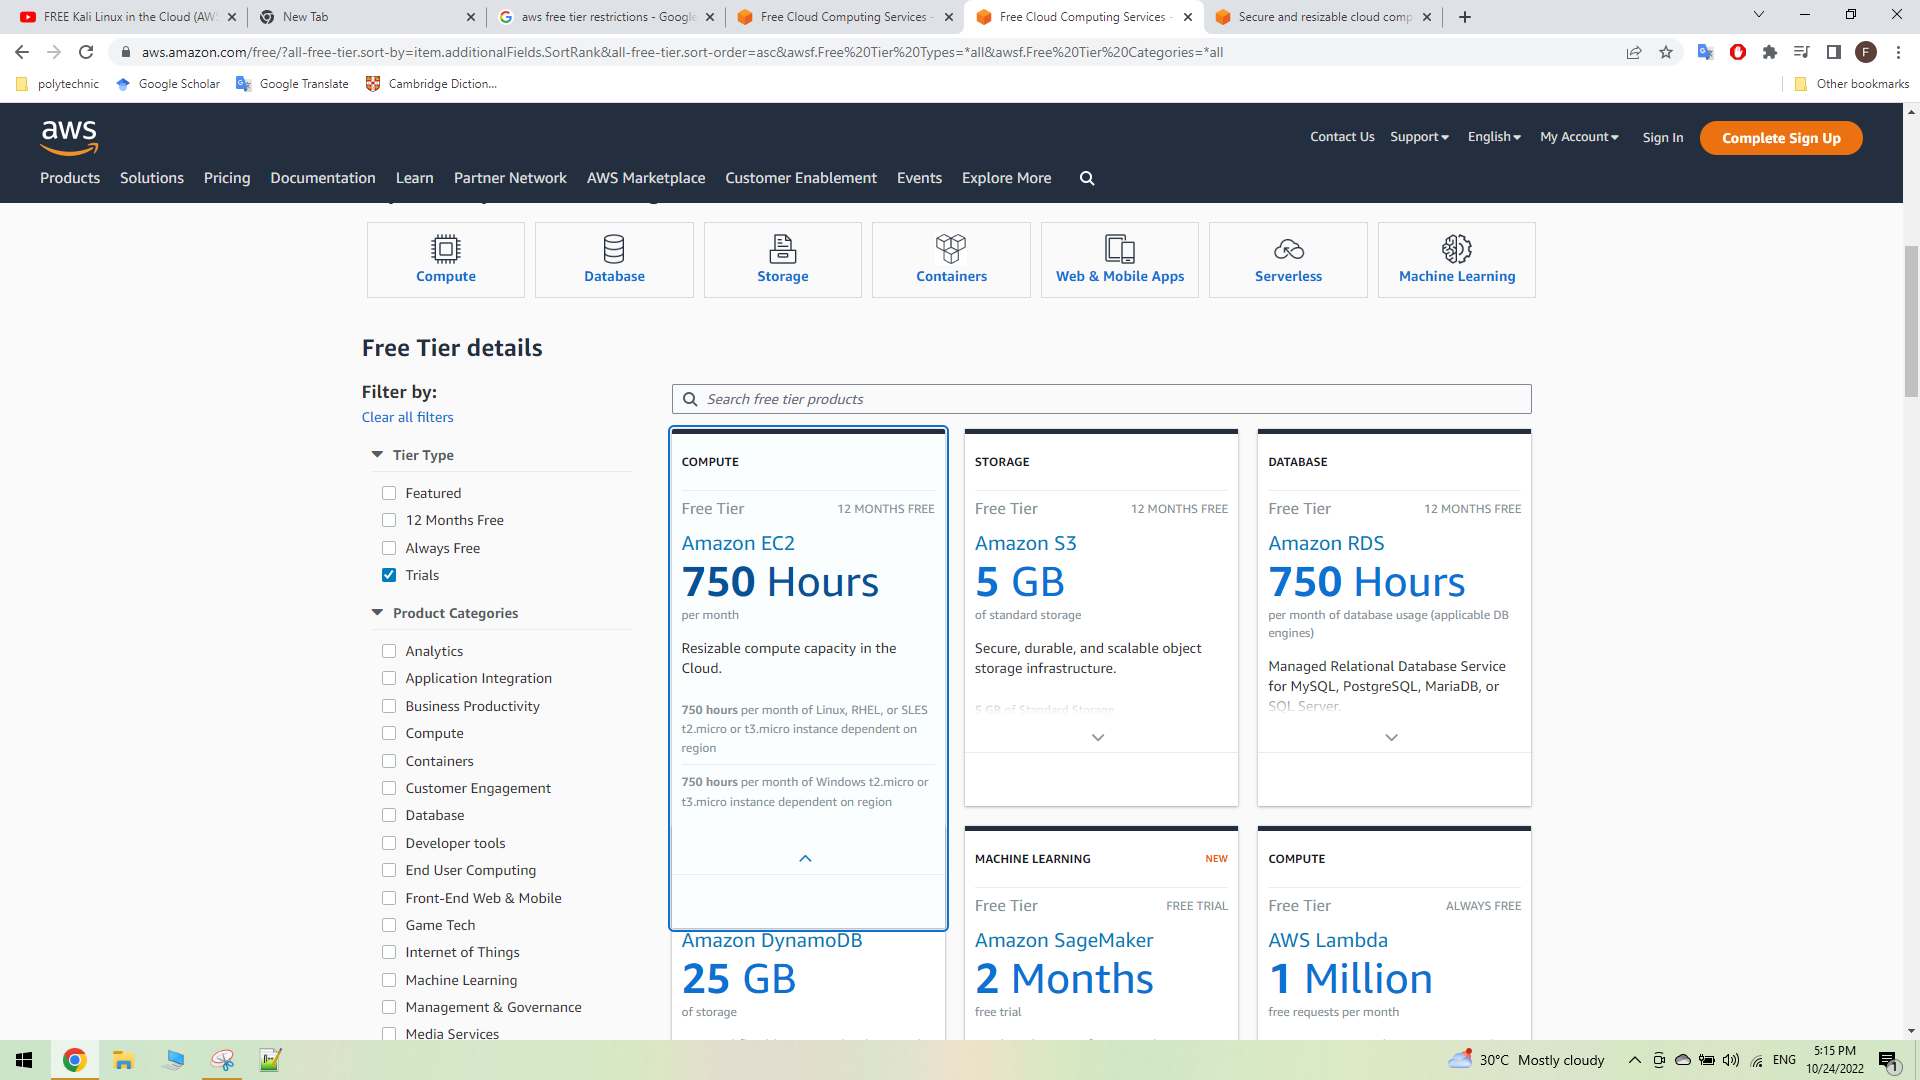 FREE Kali Linux in the Cloud (AWS
New Tab
aws free tier restrictions - Google
Free Cloud Computing Services -
Free Cloud Computing Services -
Secure and resizable cloud comp
aws.amazon.com/free/?all-free-tier.sort-by=item.additionalFields.SortRank&all-free-tier.sort-order=asc&awsf.Free%20Tier%20Types=*all&awsf.Free%20Tier%20Categories=*all
F
polytechnic
Google Scholar
Google Translate
Cambridge Diction...
Other bookmarks
aws
Contact Us
Support
English
My Account
Sign In
Complete Sign Up
Products
Solutions
Pricing
Documentation
Learn
Partner Network
AWS Marketplace
Customer Enablement
Events
Explore More
Compute
Database
Storage
Containers
Web & Mobile Apps
Serverless
Machine Learning
Free Tier details
Filter by:
Clear all filters
Tier Type
Featured
12 Months Free
Always Free
Trials
Product Categories
Analytics
Application Integration
Business Productivity
Compute
Containers
Customer Engagement
Database
Developer tools
End User Computing
Front-End Web & Mobile
Game Tech
Internet of Things
Machine Learning
Management & Governance
Media Services
Search free tier products
COMPUTE
Free Tier
12 MONTHS FREE
Amazon EC2
750 Hours
per month
Resizable compute capacity in the
Cloud.
750 hours per month of Linux, RHEL, or SLES
t2.micro or t3.micro instance dependent on
region
750 hours per month of Windows t2.micro or
t3.micro instance dependent on region
STORAGE
Free Tier
12 MONTHS FREE
Amazon S3
5 GB
of standard storage
Secure, durable, and scalable object
storage infrastructure.
5 GB of Standard Storage
DATABASE
Free Tier
12 MONTHS FREE
Amazon RDS
750 Hours
per month of database usage (applicable DB
engines)
Managed Relational Database Service
for MySQL, PostgreSQL, MariaDB, or
SQL Server.
Amazon DynamoDB
25 GB
of storage
MACHINE LEARNING
NEW
Free Tier
FREE TRIAL
Amazon SageMaker
2 Months
free trial
COMPUTE
Free Tier
ALWAYS FREE
AWS Lambda
1 Million
free requests per month
30°C Mostly cloudy
ENG
5:15 PM
10/24/2022
1